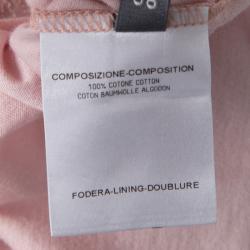 COMPOSIZIONE-COMPOSITION
100% COTONE COTTON
COTON BAUMWOLLE ALGODON
FODERA-LINING-DOUBLURE